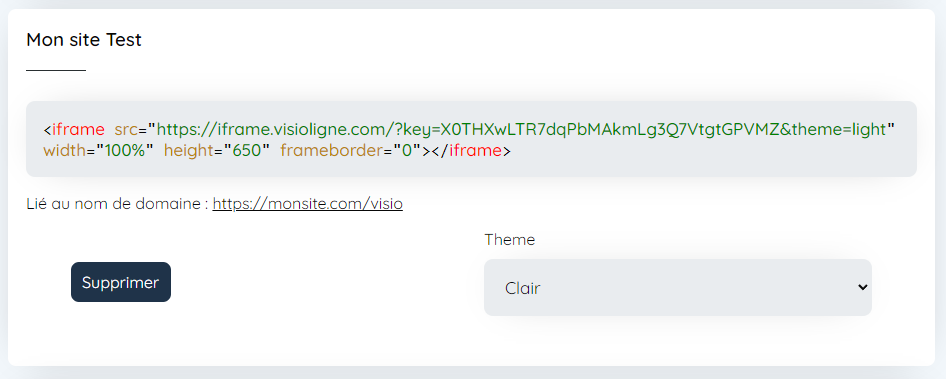 Mon site Test
<iframe src="https://iframe.visioligne.com/?key=X0THXwLTR7dqPbMAkmLg3Q7VtgtGPVMZ&theme=light"
width="100%" height="650" frameborder="0"></iframe>
Lié au nom de domaine : https://monsite.com/visio
Theme
Supprimer
Clair